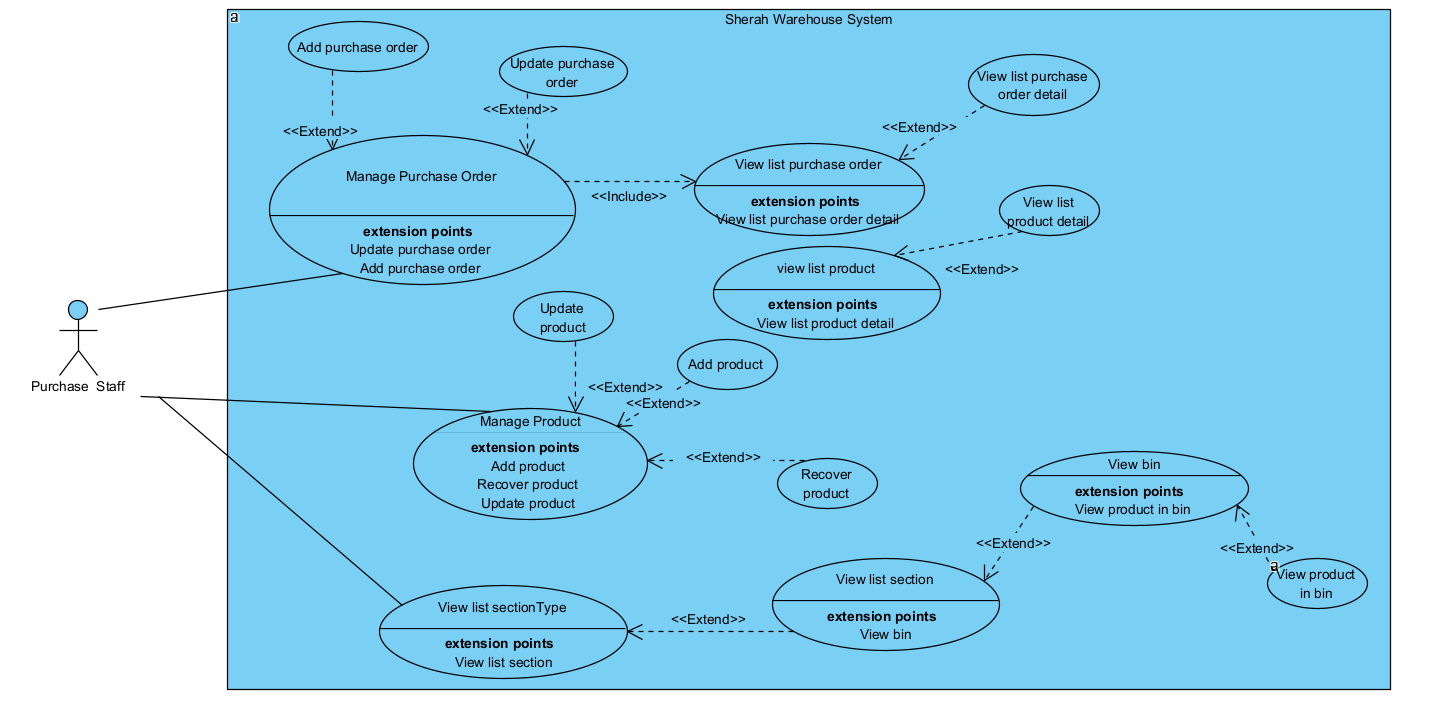 a
Sherah Warehouse System
Add purchase order
Update purchase
order
<<Extend>>
<<Extend>>
View list purchase
order detail
<<Extend>>
Manage Purchase Order
extension points
Update purchase order
Add purchase order
<<Include>>
View list purchase order
extension points
View list purchase order detail
View list
product detail
<<Extend>>
view list product
extension points
View list product detail
Purchase Staff
Update
product
<<Extend>>
Add product
<<Extend>>
Manage Product
extension points
Add product
Recover product
Update product
<<Extend>>
Recover
product
View bin
extension points
View product in bin
<<Extend>>
<<Extend>>
a
View product
in bin
View list section
extension points
View bin
<<Extend>>
View list sectionType
extension points
View list section